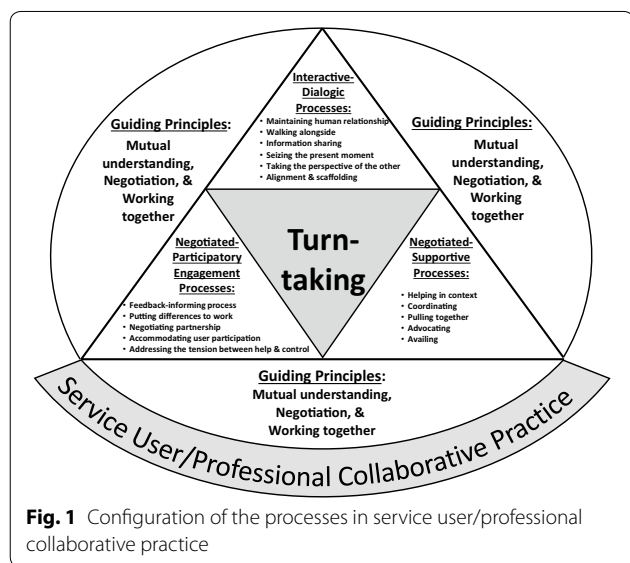 Interactive-
Dialogic
Processes:
• Maintaining human relationship
• Walking alongside
• Information sharing
• Seizing the present moment
• Taking the perspective of the other
• Alignment & scaffolding
Guiding Principles:
Mutual
understanding,
Negotiation, &
Working
together
Guiding Principles:
Mutual
understanding,
Negotiation, &
Working
together
Turn-
taking
Negotiated-
Participatory
Engagement
Processes:
• Feedback-informing process
• Putting differences to work
• Negotiating partnership
• Accommodating user participation
• Addressing the tension between help & control
Negotiated-
Supportive
Processes:
• Helping in context
• Coordinating
• Pulling together
• Advocating
• Availing
Guiding Principles:
Mutual understanding,
Negotiation, &
Working together
Service User/Professional Collaborative Practice
Fig. 1 Configuration of the processes in service user/professional
collaborative practice